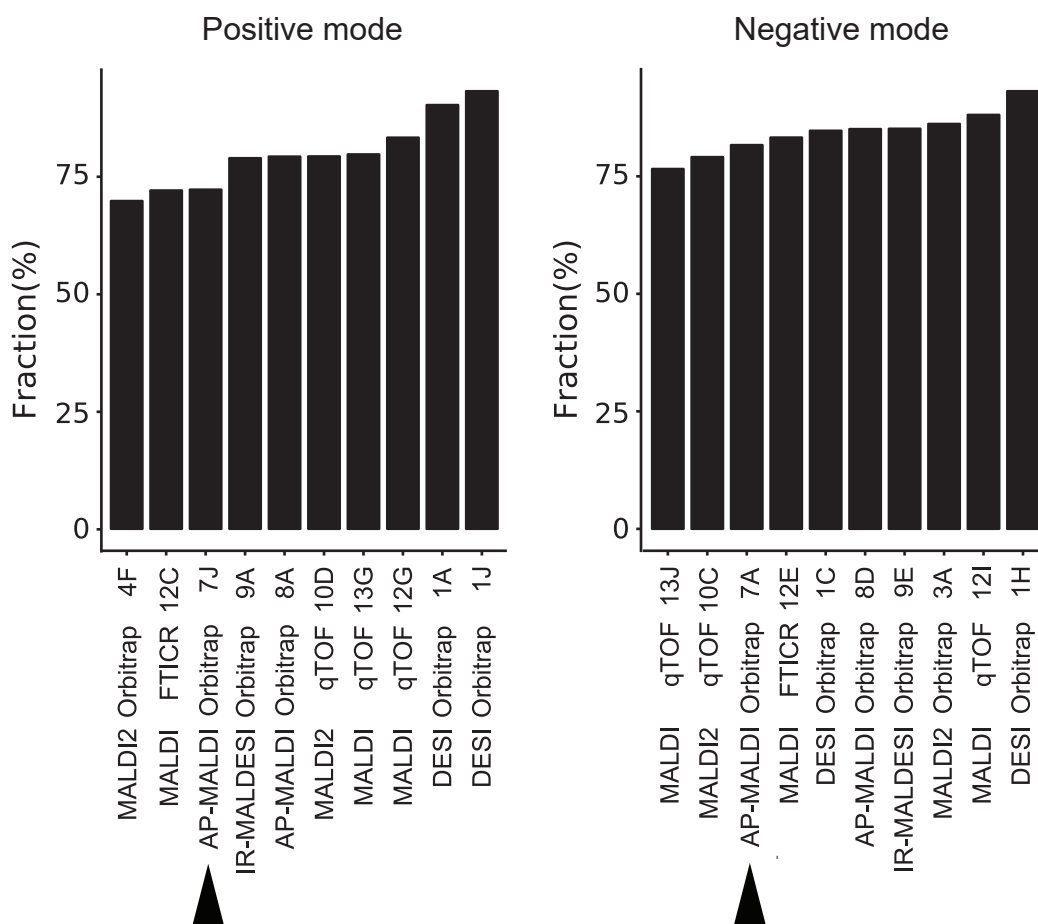 Positive mode
Fraction(%)
75
50
25
0
MALDI2 Orbitrap 4F
MALDI FTICR 12C
AP-MALDI Orbitrap 7J
IR-MALDESI Orbitrap 9A
AP-MALDI Orbitrap 8A
MALDI2 qTOF 10D
MALDI qTOF 13G
MALDI qTOF 12G
DESI Orbitrap 1A
DESI Orbitrap 1J
Negative mode
Fraction(%)
75
50
25
0
MALDI qTOF 13J
MALDI2 qTOF 10C
AP-MALDI Orbitrap 7A
MALDI FTICR 12E
DESI Orbitrap 1C
AP-MALDI Orbitrap 8D
IR-MALDESI Orbitrap 9E
MALDI2 Orbitrap 3A
MALDI qTOF 12I
DESI Orbitrap 1H